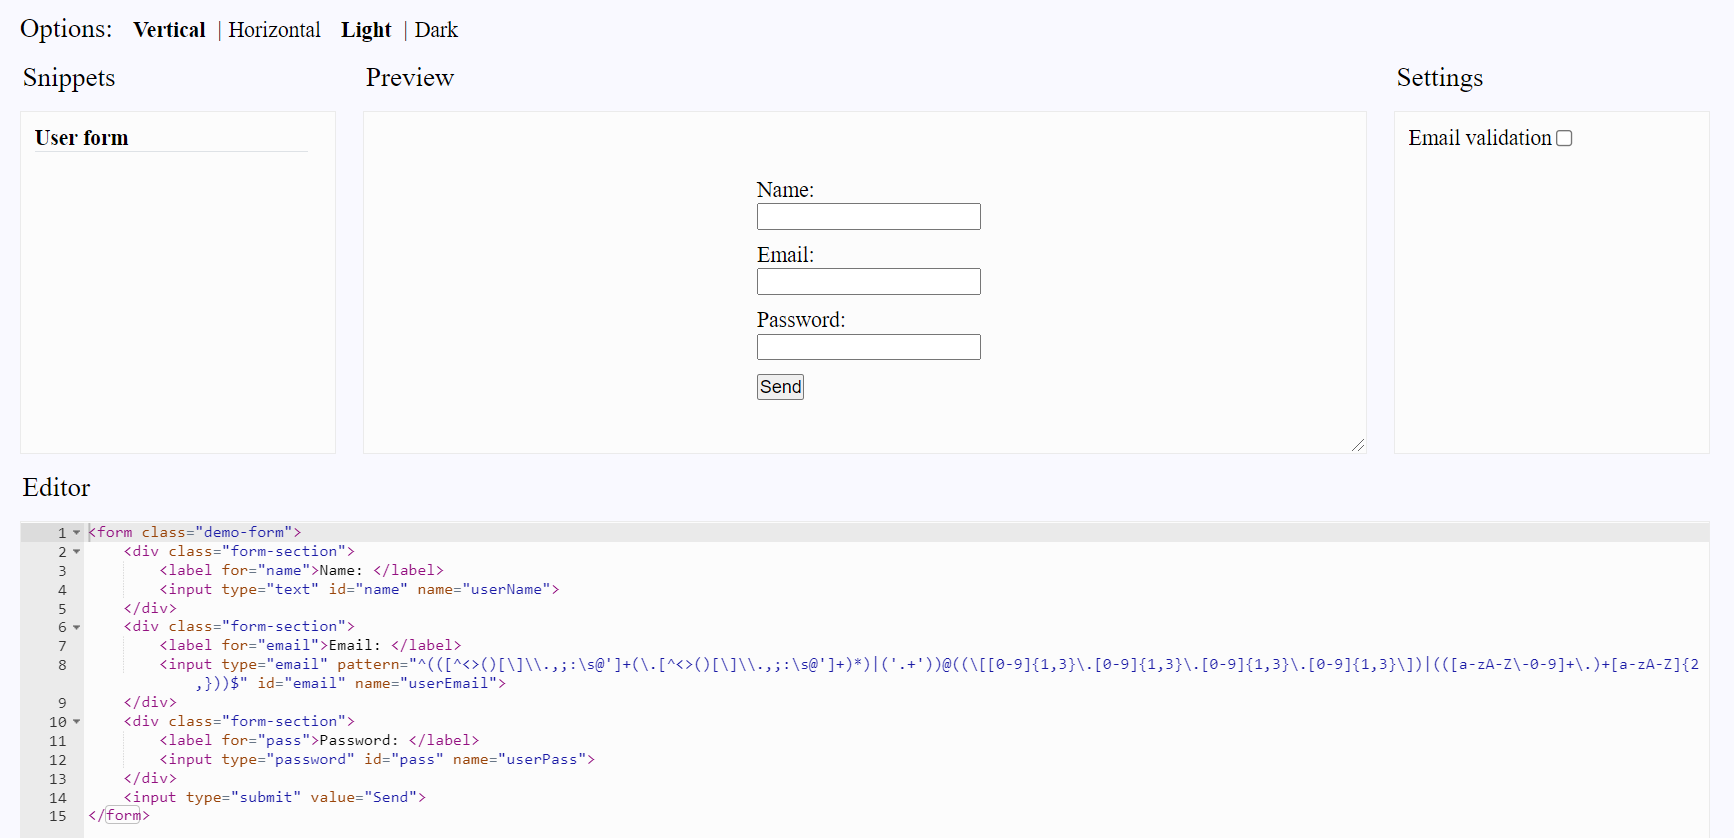 Options: Vertical | Horizontal Light | Dark
Snippets
Preview
Settings
User form
Email validation
Name:
Email:
Password:
Send
Editor
1 <form class="demo-form">
2 <div class="form-section">
3 <label for="name">Name: </label>
4 <input type="text" id="name" name="userName">
5 </div>
6 <div class="form-section">
7 <label for="email">Email: </label>
8 <input type="email" pattern="^(([^<>()[\]\\.,;:\s@']+(\.[^<>()[\]\\.,;:\s@']+)*)|('.+'))@((\[[0-9]{1,3}\.[0-9]{1,3}\.[0-9]{1,3}\.[0-9]{1,3}\])|(([a-zA-Z\-0-9]+\.)+[a-zA-Z]{2
,}))$" id="email" name="userEmail">
9 </div>
10 <div class="form-section">
11 <label for="pass">Password: </label>
12 <input type="password" id="pass" name="userPass">
13 </div>
14 <input type="submit" value="Send">
15 </form>